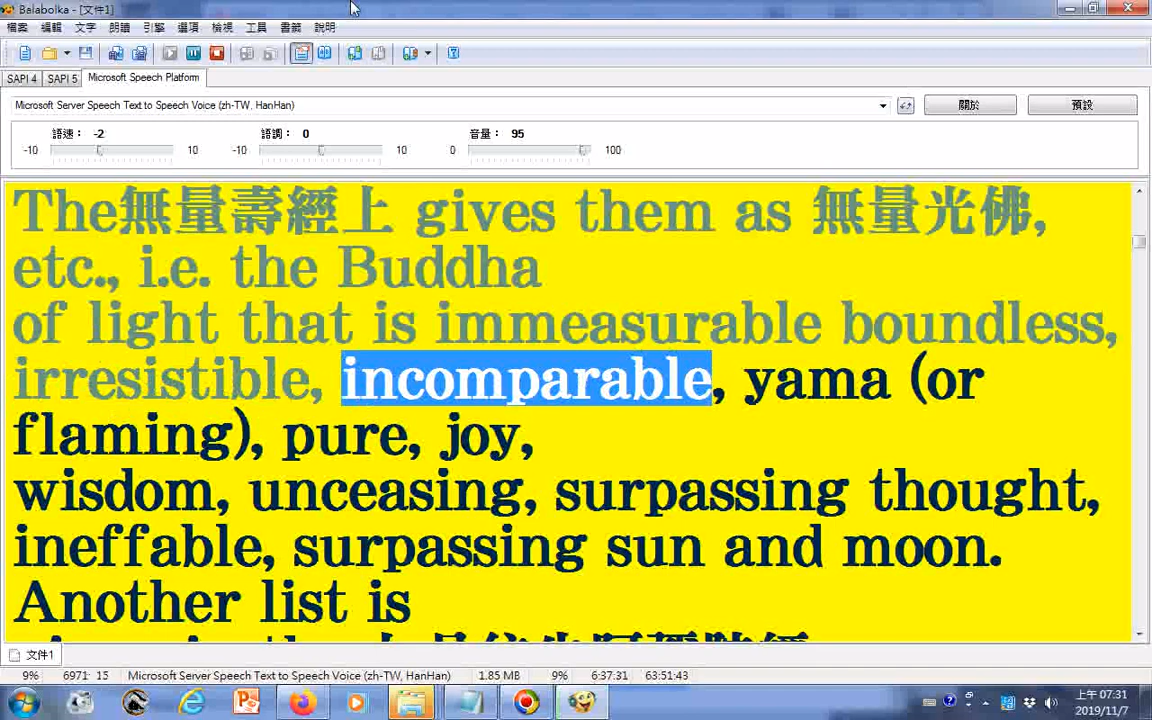 Balabolka - [文件1]
檔案 編輯 文字 朗讀 引擎 選項 檢視 工具 書籤 說明
SAPI 4 SAPI 5 Microsoft Speech Platform
Microsoft Server Speech Text to Speech Voice (zh-TW, HanHan) 關於 預設
語速： -2 語調： 0 音量： 95
-10 10 -10 10 0 100
The無量壽經上 gives them as 無量光佛,
etc., i.e. the Buddha
of light that is immeasurable boundless,
irresistible, incomparable, yama (or
flaming), pure, joy,
wisdom, unceasing, surpassing thought,
ineffable, surpassing sun and moon.
Another list is
文件1
9% 6971: 15 Microsoft Server Speech Text to Speech Voice (zh-TW, HanHan) 1.85 MB 9% 6:37:31 63:51:43
上午 07:31
2019/11/7